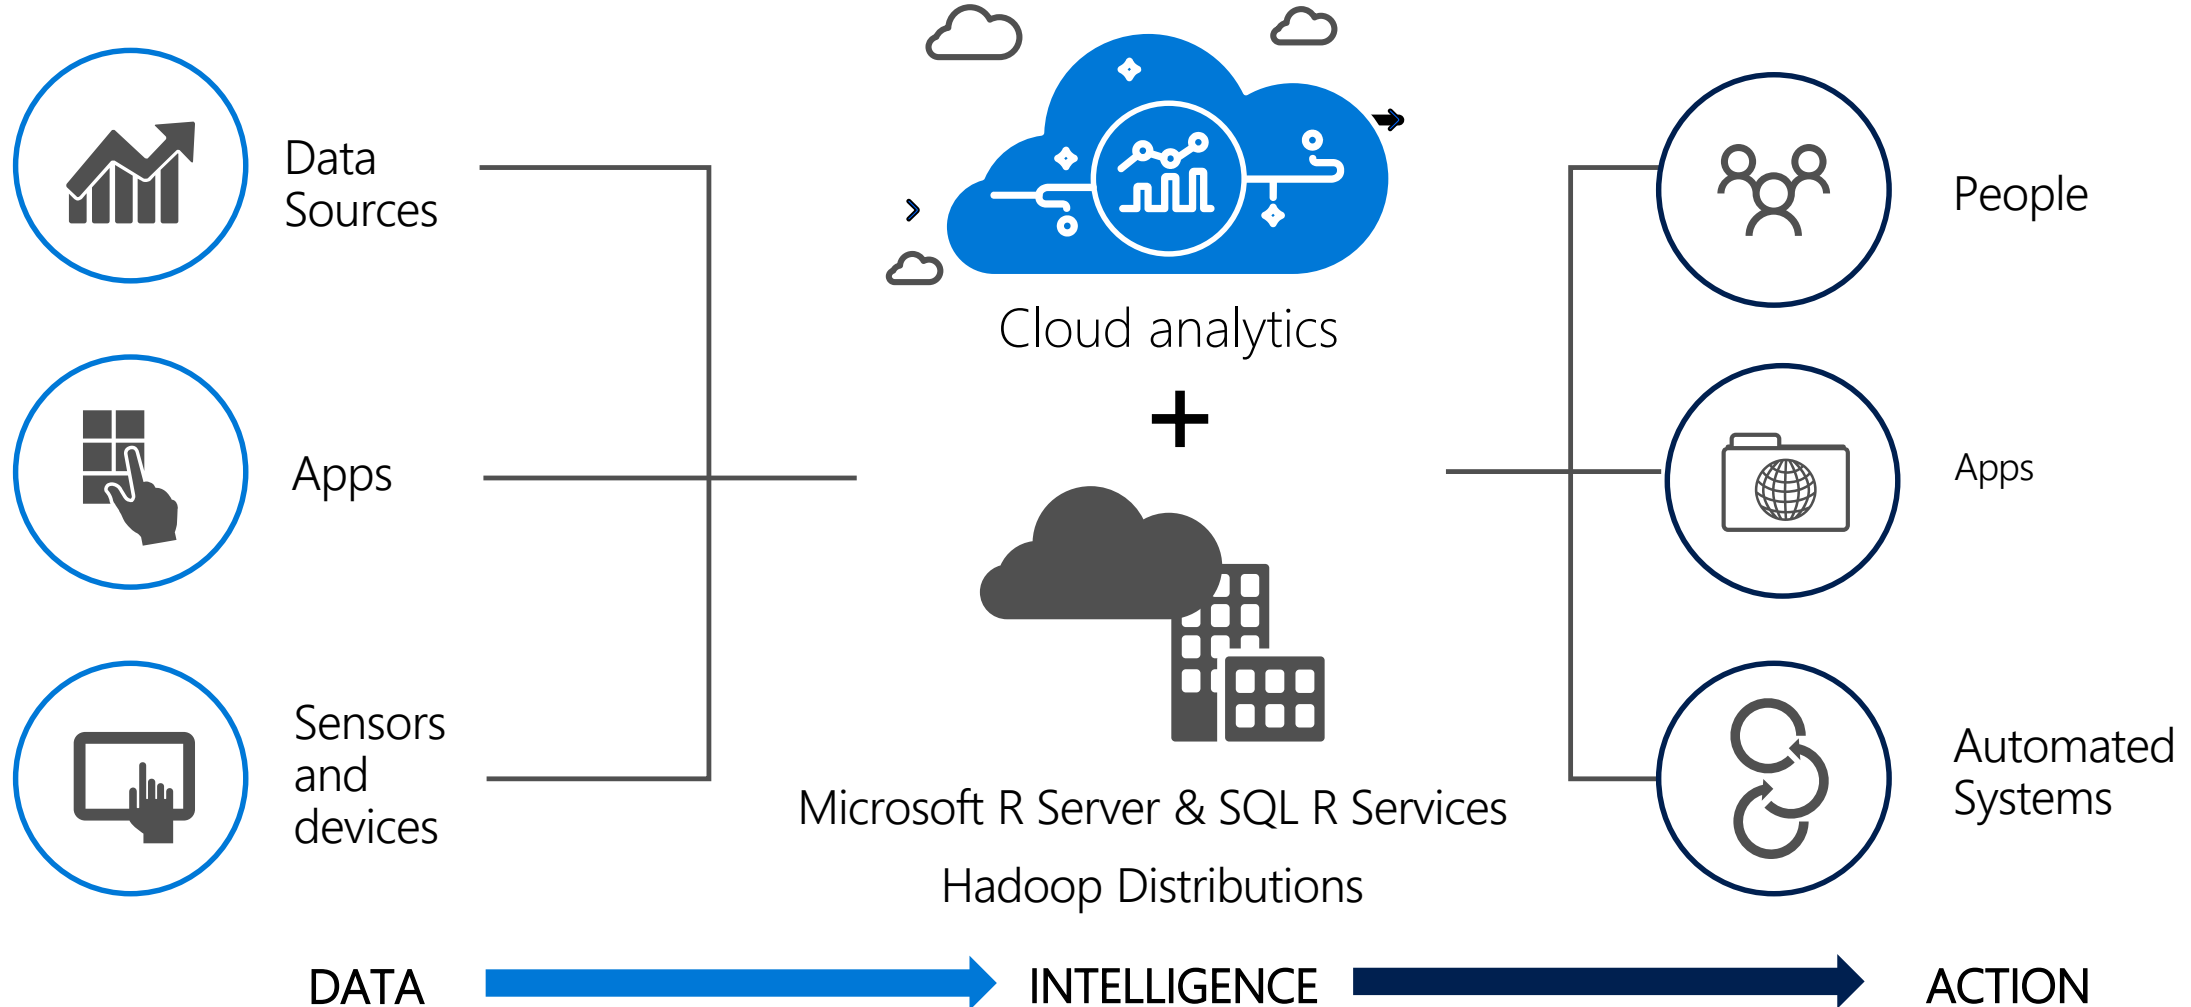 Data
Sources
Apps
Sensors
and
devices
Cloud analytics
+
Microsoft R Server & SQL R Services
Hadoop Distributions
People
Apps
Automated
Systems
DATA
INTELLIGENCE
ACTION